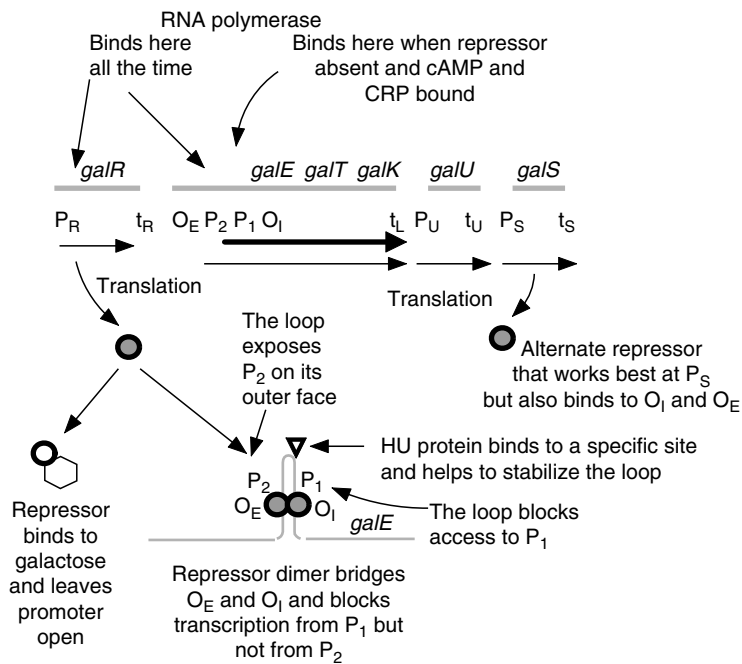 RNA polymerase
Binds here
all the time
Binds here when repressor
absent and cAMP and
CRP bound
galR
galE galT galK
galU
galS
P_R t_R O_E P_2 P_1 O_I t_L P_U t_U P_S t_S
Translation
Translation
The loop
exposes
P_2 on its
outer face
Alternate repressor
that works best at P_S
but also binds to O_I and O_E
HU protein binds to a specific site
and helps to stabilize the loop
P_2 P_1
O_E O_I
galE
The loop blocks
access to P_1
Repressor
binds to
galactose
and leaves
promoter
open
Repressor dimer bridges
O_E and O_I and blocks
transcription from P_1 but
not from P_2